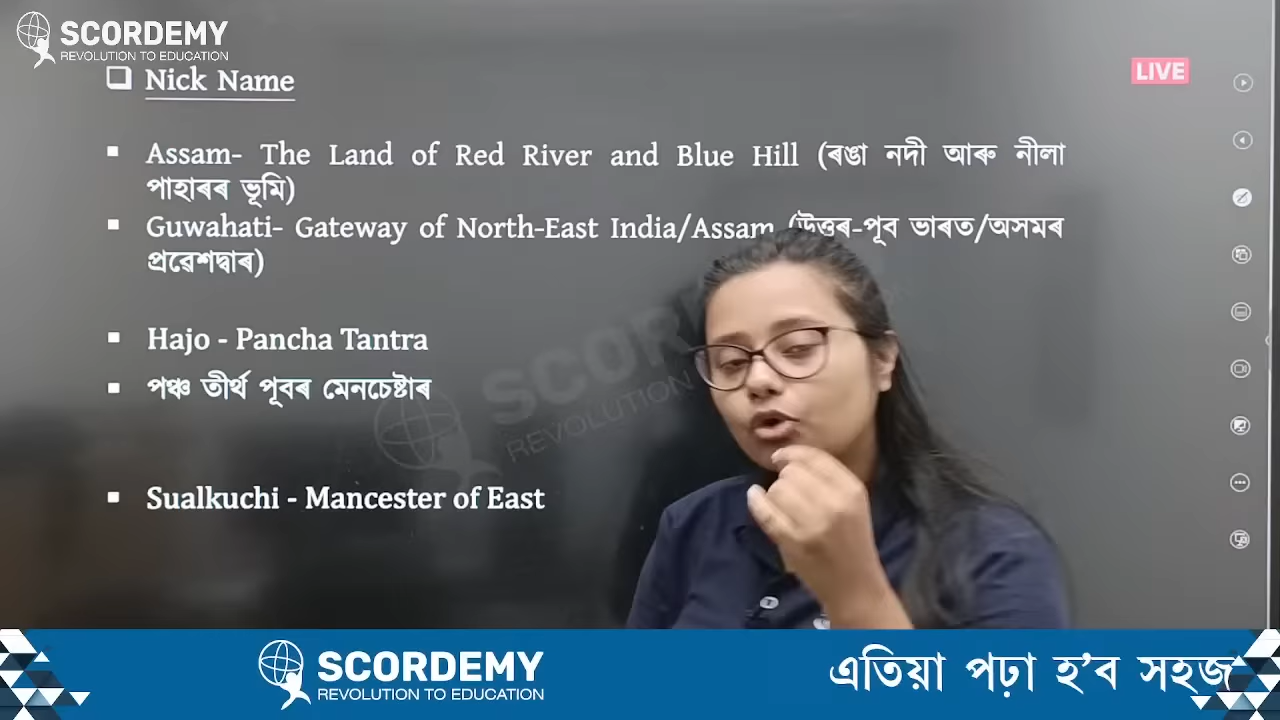 SCORDEMY
REVOLUTION TO EDUCATION
Nick Name
LIVE
Assam- The Land of Red River and Blue Hill (ৰঙা নদী আৰু নীলা
পাহাৰৰ ভূমি)
Guwahati- Gateway of North-East India/Assam (উত্তৰ-পূব ভাৰত/অসমৰ
প্ৰৱেশদ্বাৰ)
Hajo - Pancha Tantra
পঞ্চ তীৰ্থ পূবৰ মেনচেষ্টাৰ
SCOR
REVOLUTION
Sualkuchi - Mancester of East
SCORDEMY
REVOLUTION TO EDUCATION
এতিয়া পঢ়া হ’ব সহজ